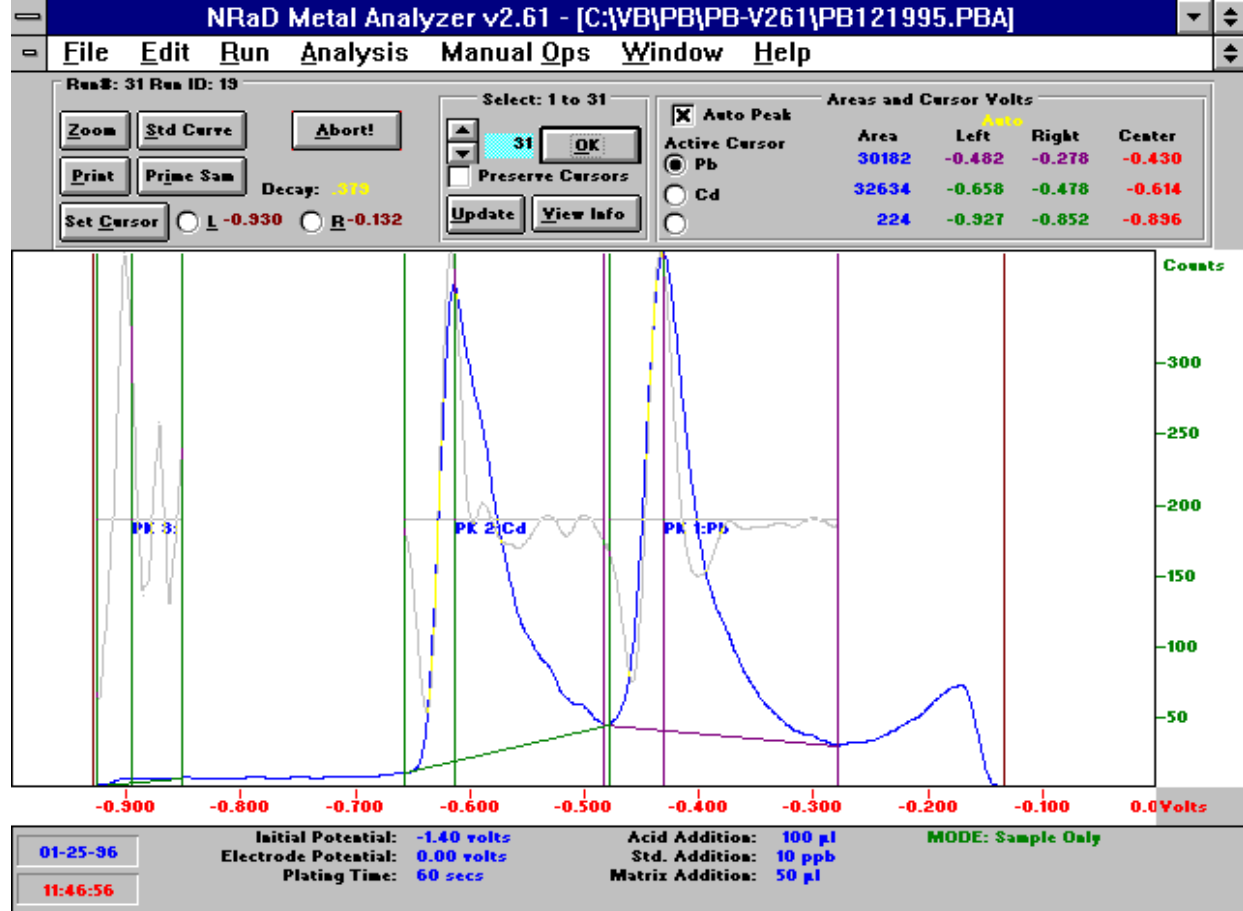 NRaD Metal Analyzer v2.61 - [C:\VB\PB\PB-V261\PB121995.PBA]
File Edit Run Analysis Manual Ops Window Help
Run#: 31 Run ID: 19
Zoom Std Curve Abort!
Print Prime Sam Decay: .379
Set Cursor L -0.930 R -0.132
Select: 1 to 31
31 OK
Preserve Cursors
Update View Info
Areas and Cursor Volts
Auto Peak Auto
Active Cursor Area Left Right Center
Pb 30182 -0.482 -0.278 -0.430
Cd 32634 -0.658 -0.478 -0.614
224 -0.927 -0.852 -0.896
Counts
300
250
200
PK 3: PK 2:Cd PK 1:Pb
150
100
50
-0.900 -0.800 -0.700 -0.600 -0.500 -0.400 -0.300 -0.200 -0.100 0.0 Volts
01-25-96
11:46:56
Initial Potential: -1.40 volts
Electrode Potential: 0.00 volts
Plating Time: 60 secs
Acid Addition: 100 µl
Std. Addition: 10 ppb
Matrix Addition: 50 µl
MODE: Sample Only